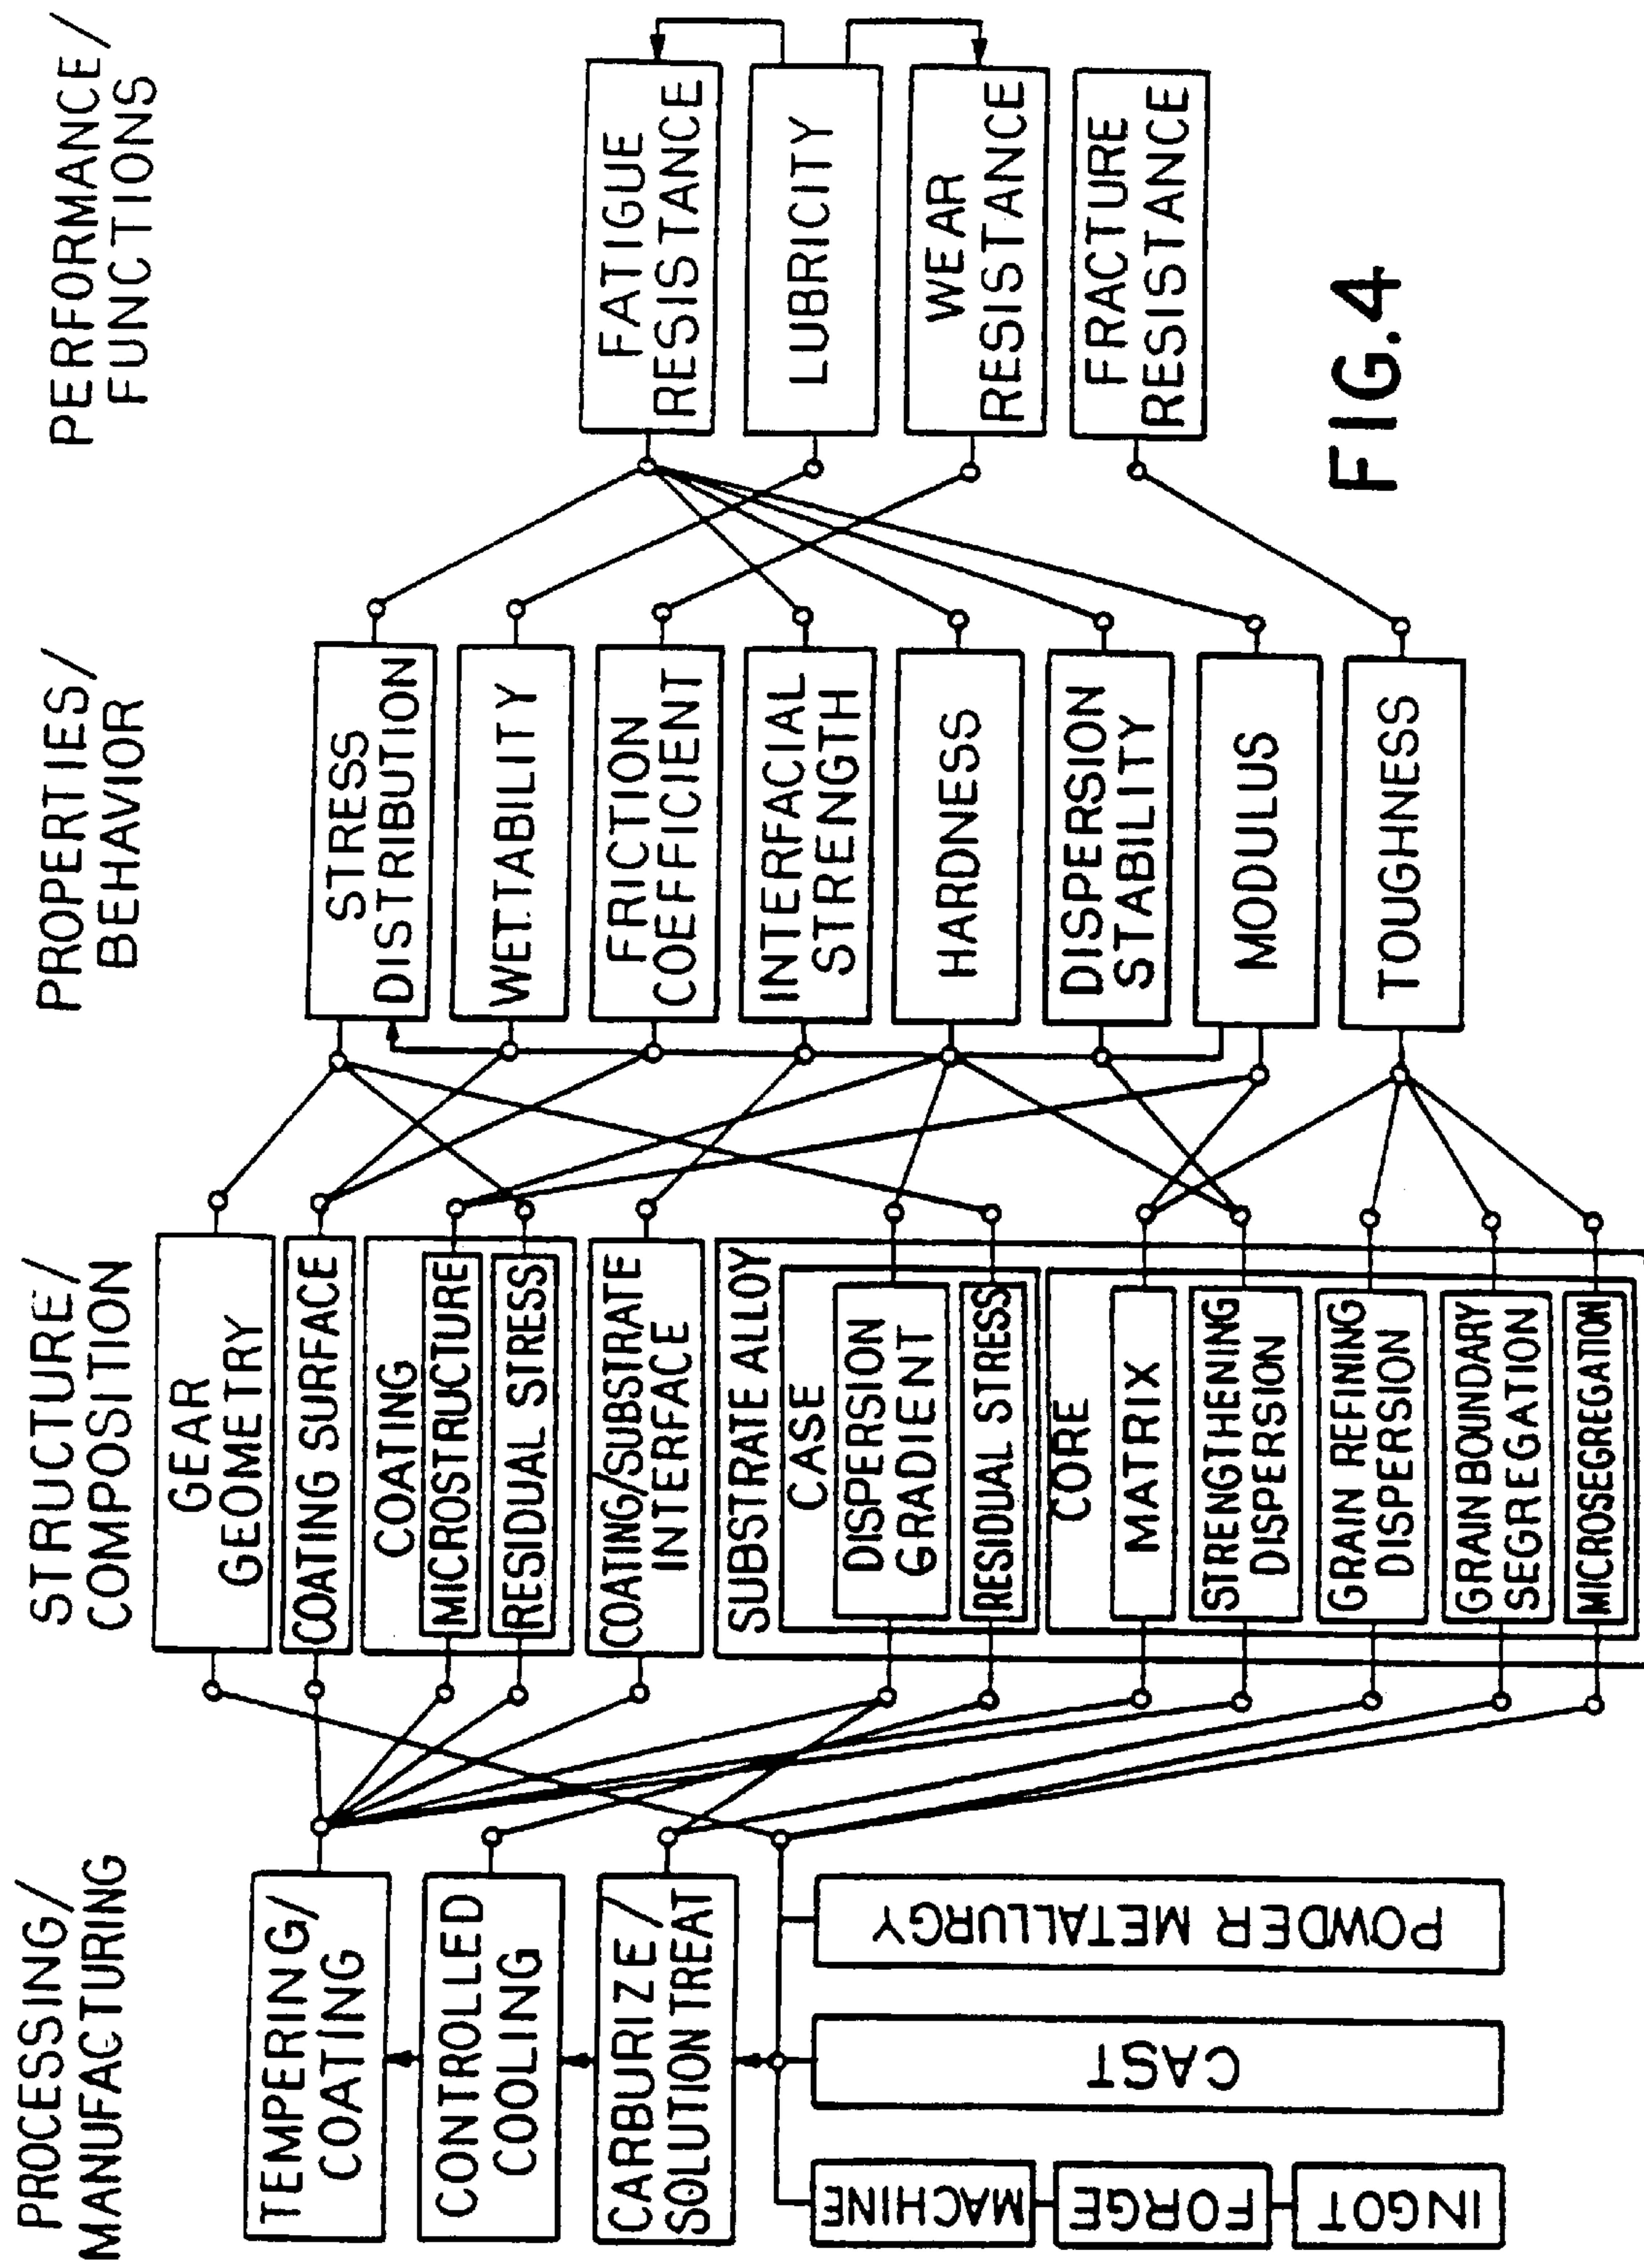 PROCESSING/
MANUFACTURING
TEMPERING/
COATING
CONTROLLED
COOLING
CARBURIZE/
SOLUTION TREAT
MACHINE
FORGE
INGOT
CAST
POWDER METALLURGY
STRUCTURE/
COMPOSITION
GEAR
GEOMETRY
COATING SURFACE
COATING
MICROSTRUCTURE
RESIDUAL STRESS
COATING/SUBSTRATE
INTERFACE
SUBSTRATE ALLOY
CASE
DISPERSION
GRADIENT
RESIDUAL STRESS
CORE
MATRIX
STRENGTHENING
DISPERSION
GRAIN REFINING
DISPERSION
GRAIN BOUNDARY
SEGREGATION
MICROSEGREGATION
PROPERTIES/
BEHAVIOR
STRESS
DISTRIBUTION
WETTABILITY
FRICTION
COEFFICIENT
INTERFACIAL
STRENGTH
HARDNESS
DISPERSION
STABILITY
MODULUS
TOUGHNESS
PERFORMANCE/
FUNCTIONS
FATIGUE
RESISTANCE
LUBRICITY
WEAR
RESISTANCE
FRACTURE
RESISTANCE
FIG.4